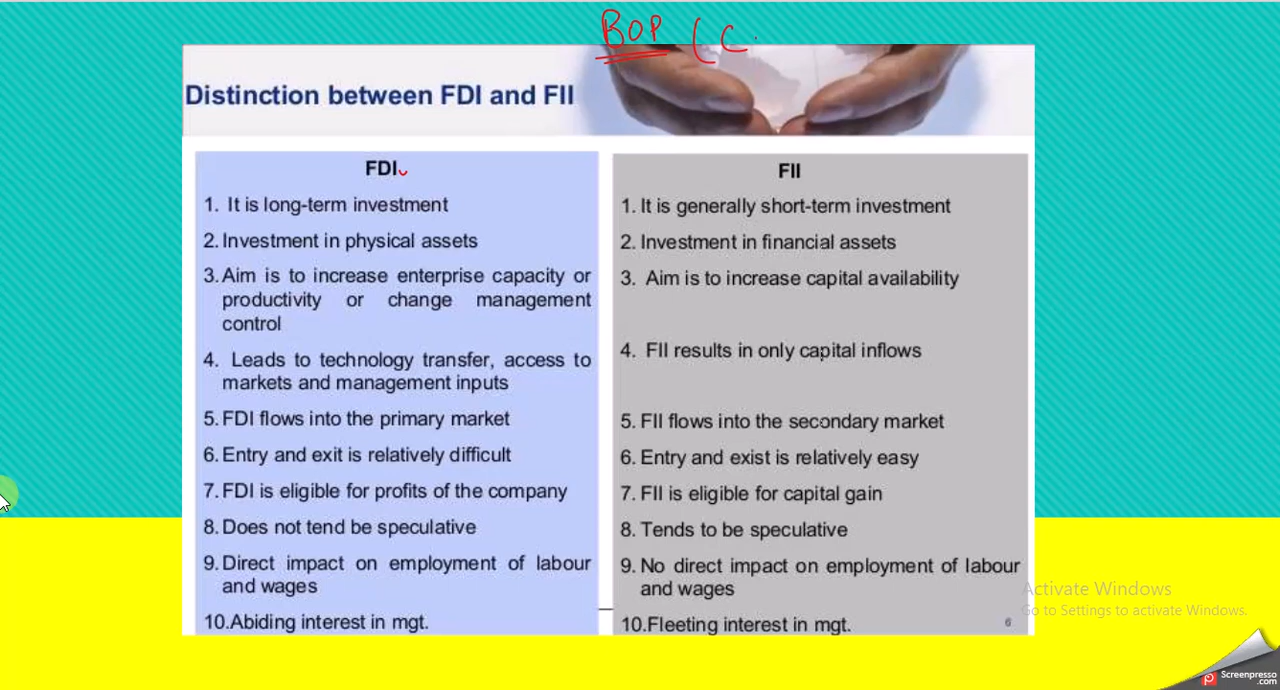 BOP ( C
Distinction between FDI and FII
FDI
1. It is long-term investment
2. Investment in physical assets
3. Aim is to increase enterprise capacity or
productivity or change management
control
4. Leads to technology transfer, access to
markets and management inputs
5. FDI flows into the primary market
6. Entry and exit is relatively difficult
7. FDI is eligible for profits of the company
8. Does not tend be speculative
9. Direct impact on employment of labour
and wages
10. Abiding interest in mgt.
FII
1. It is generally short-term investment
2. Investment in financial assets
3. Aim is to increase capital availability
4. FII results in only capital inflows
5. FII flows into the secondary market
6. Entry and exist is relatively easy
7. FII is eligible for capital gain
8. Tends to be speculative
9. No direct impact on employment of labour
and wages
10. Fleeting interest in mgt.
6
Activate Windows
Go to Settings to activate Windows.
Screenpresso
.com